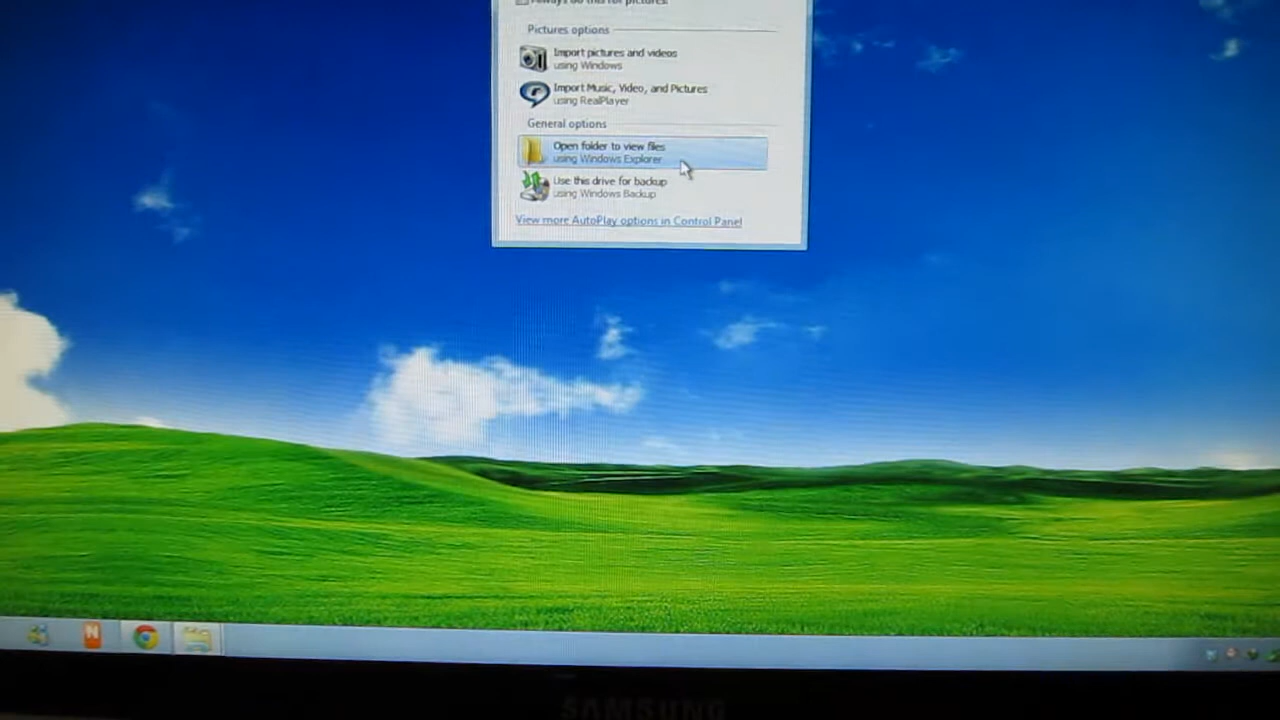 Always do this for pictures:
Pictures options
Import pictures and videos
using Windows
Import Music, Video, and Pictures
using RealPlayer
General options
Open folder to view files
using Windows Explorer
Use this drive for backup
using Windows Backup
View more AutoPlay options in Control Panel
N
SAMSUNG